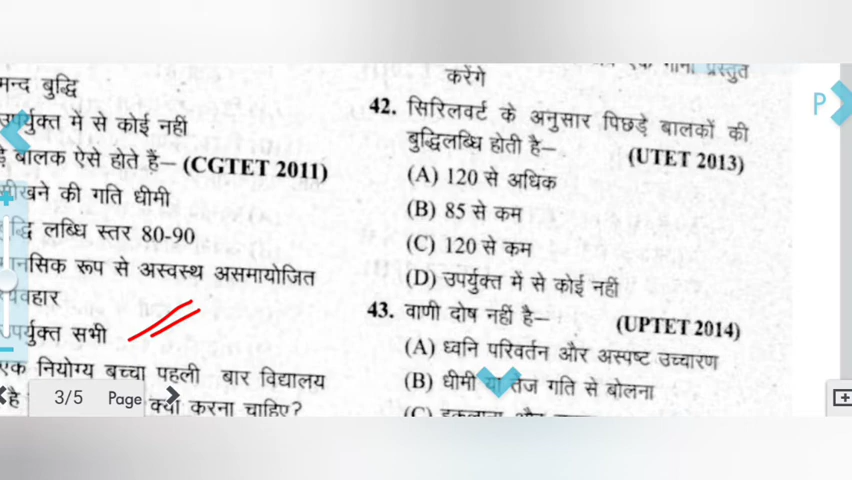 मन्द बुद्धि
उपर्युक्त में से कोई नहीं
बालक ऐसे होते है– (CGTET 2011)
सीखने की गति धीमी
लब्धि स्तर 80-90
रूप से अस्वस्थ असमायोजित
व्यवहार
उपर्युक्त सभी
एक नियोग्य बच्चा पहली बार विद्यालय
है
क्या करना चाहिए?
3/5 Page
करेंगे
42. सिरिलवर्ट के अनुसार पिछड़े बालकों की
बुद्धिलब्धि होती है–
(UTET 2013)
(A) 120 से अधिक
(B) 85 से कम
(C) 120 से कम
(D) उपर्युक्त में से कोई नहीं
43. वाणी दोष नहीं है–
(UPTET 2014)
(A) ध्वनि परिवर्तन और अस्पष्ट उच्चारण
(B) धीमी या तेज गति से बोलना
(C)
P